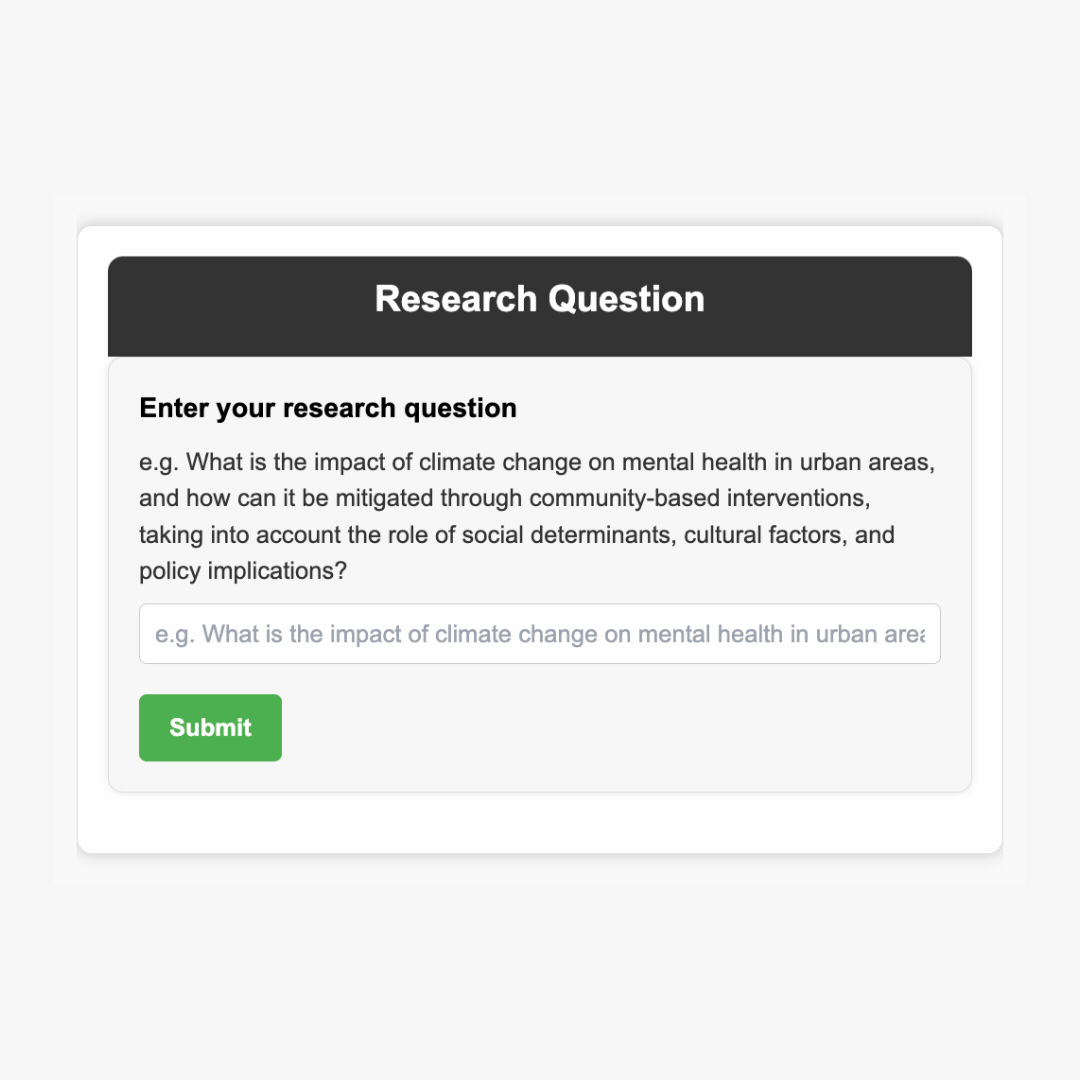 Research Question
Enter your research question
e.g. What is the impact of climate change on mental health in urban areas,
and how can it be mitigated through community-based interventions,
taking into account the role of social determinants, cultural factors, and
policy implications?
e.g. What is the impact of climate change on mental health in urban area
Submit